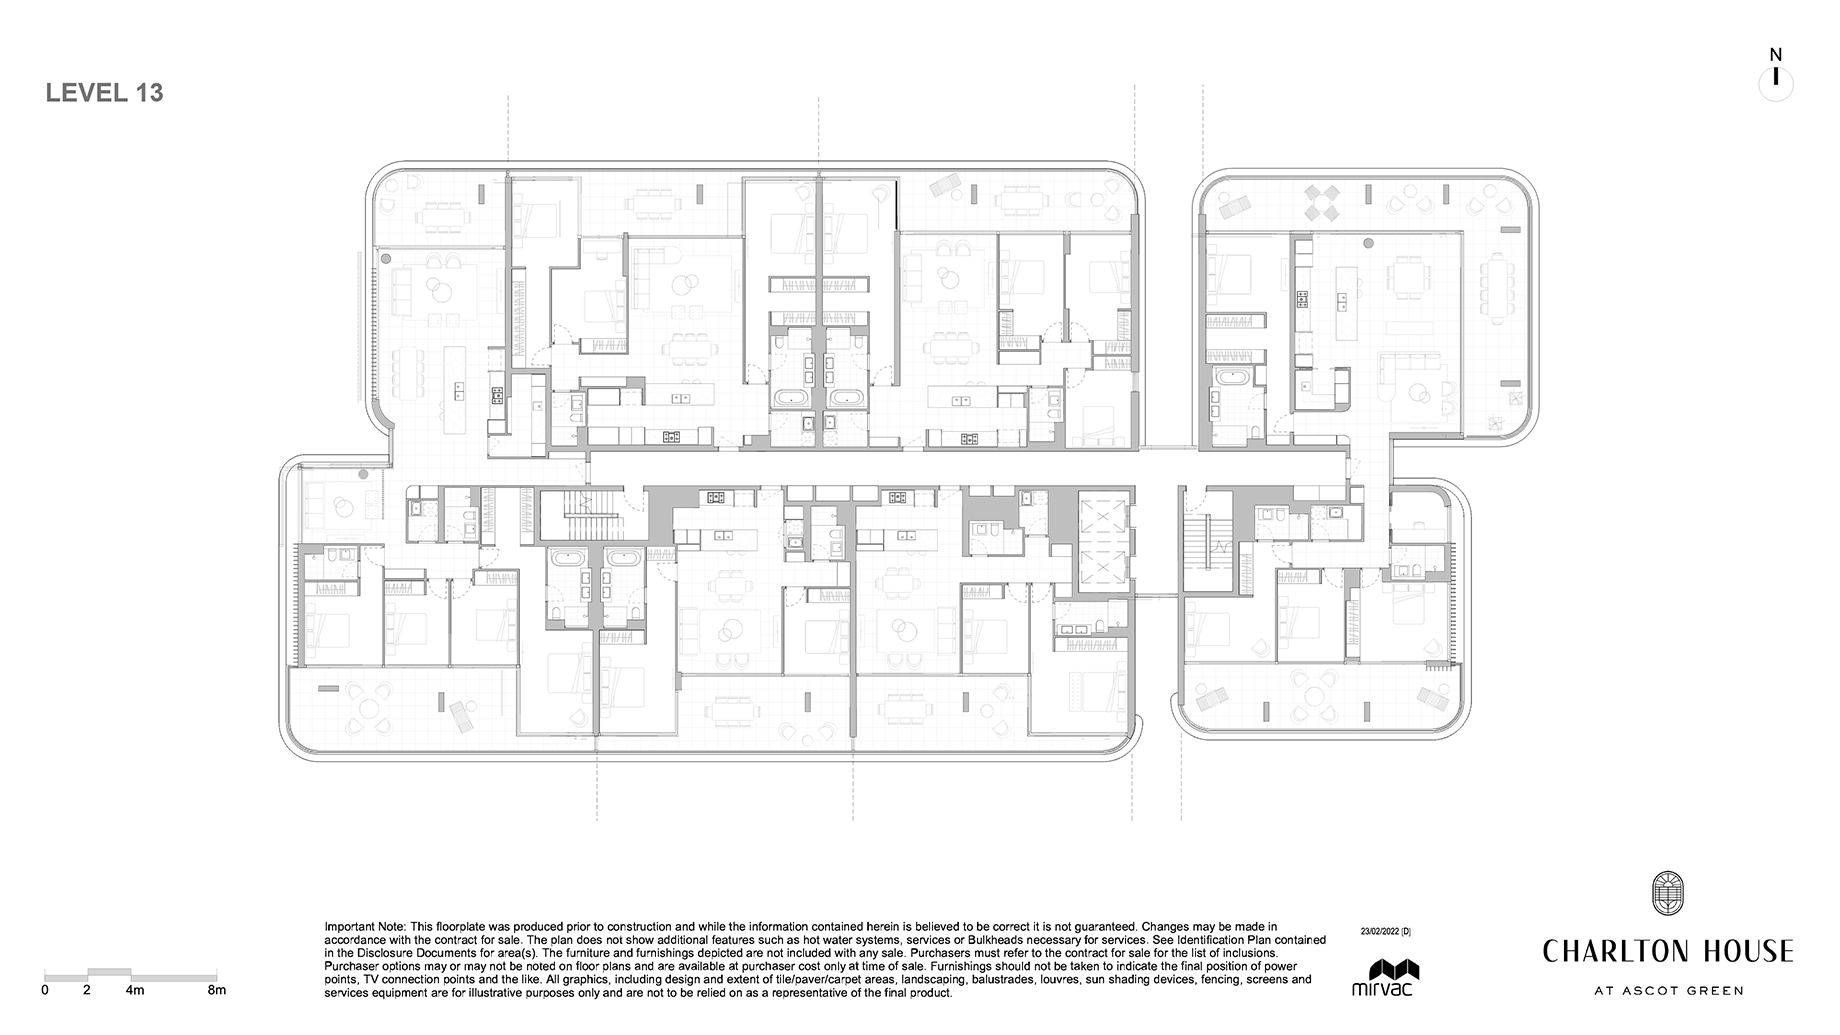 N
LEVEL 13
Important Note: This floorplate was produced prior to construction and while the information contained herein is believed to be correct it is not guaranteed. Changes may be made in
accordance with the contract for sale. The plan does not show additional features such as hot water systems, services or Bulkheads necessary for services. See Identification Plan contained
in the Disclosure Documents for area(s). The furniture and furnishings depicted are not included with any sale. Purchasers must refer to the contract for sale for the list of inclusions.
Purchaser options may or may not be noted on floor plans and are available at purchaser cost only at time of sale. Furnishings should not be taken to indicate the final position of power
points, TV connection points and the like. All graphics, including design and extent of tile/paver/carpet areas, landscaping, balustrades, louvres, sun shading devices, fencing, screens and
services equipment are for illustrative purposes only and are not to be relied on as a representative of the final product.
23/02/2022 [D]
mirvac
CHARLTON HOUSE
AT ASCOT GREEN
0 2 4m 8m